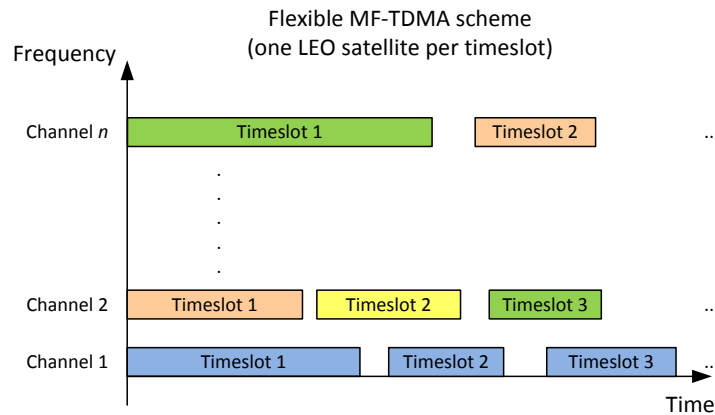 Flexible MF-TDMA scheme
(one LEO satellite per timeslot)
Frequency
Channel n
Timeslot 1
Timeslot 2
..
Channel 2
Timeslot 1
Timeslot 2
Timeslot 3
..
Channel 1
Timeslot 1
Timeslot 2
Timeslot 3
..
Time